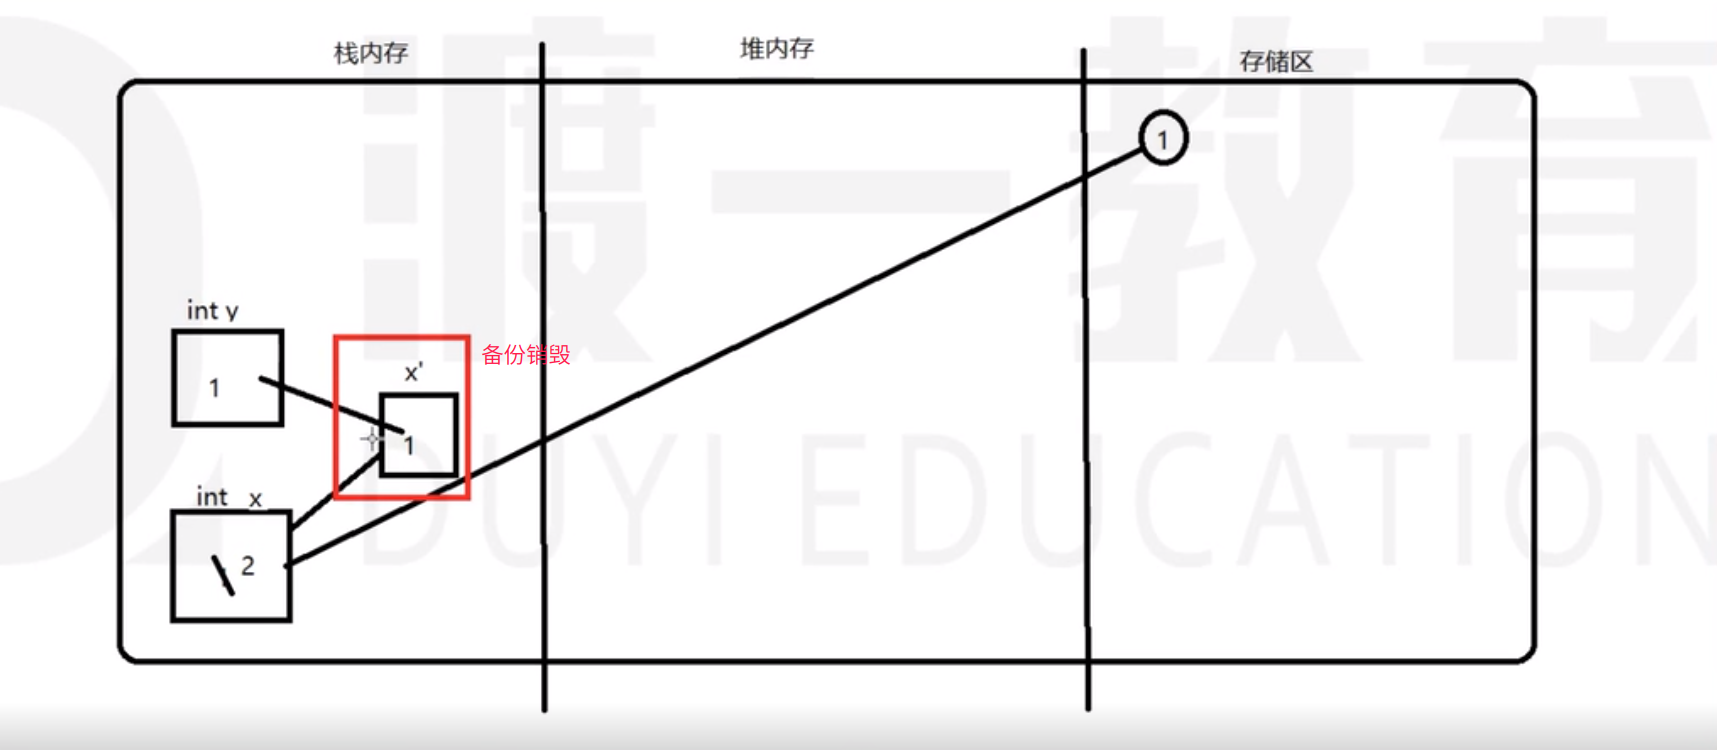 栈内存
堆内存
存储区
1
int y
1
备份销毁
x'
1
int x
2
渡一教育
DUYI EDUCATION